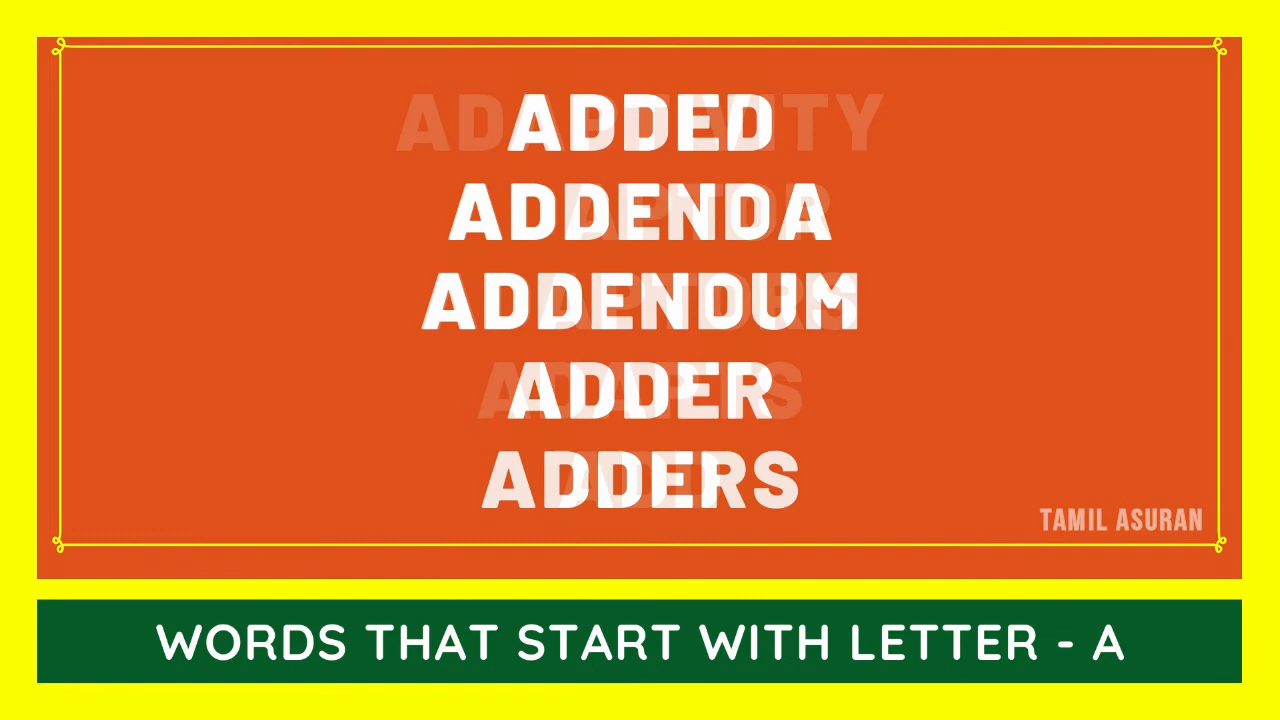 ADDED
ADDENDA
ADDENDUM
ADDER
ADDERS
TAMIL ASURAN
WORDS THAT START WITH LETTER - A